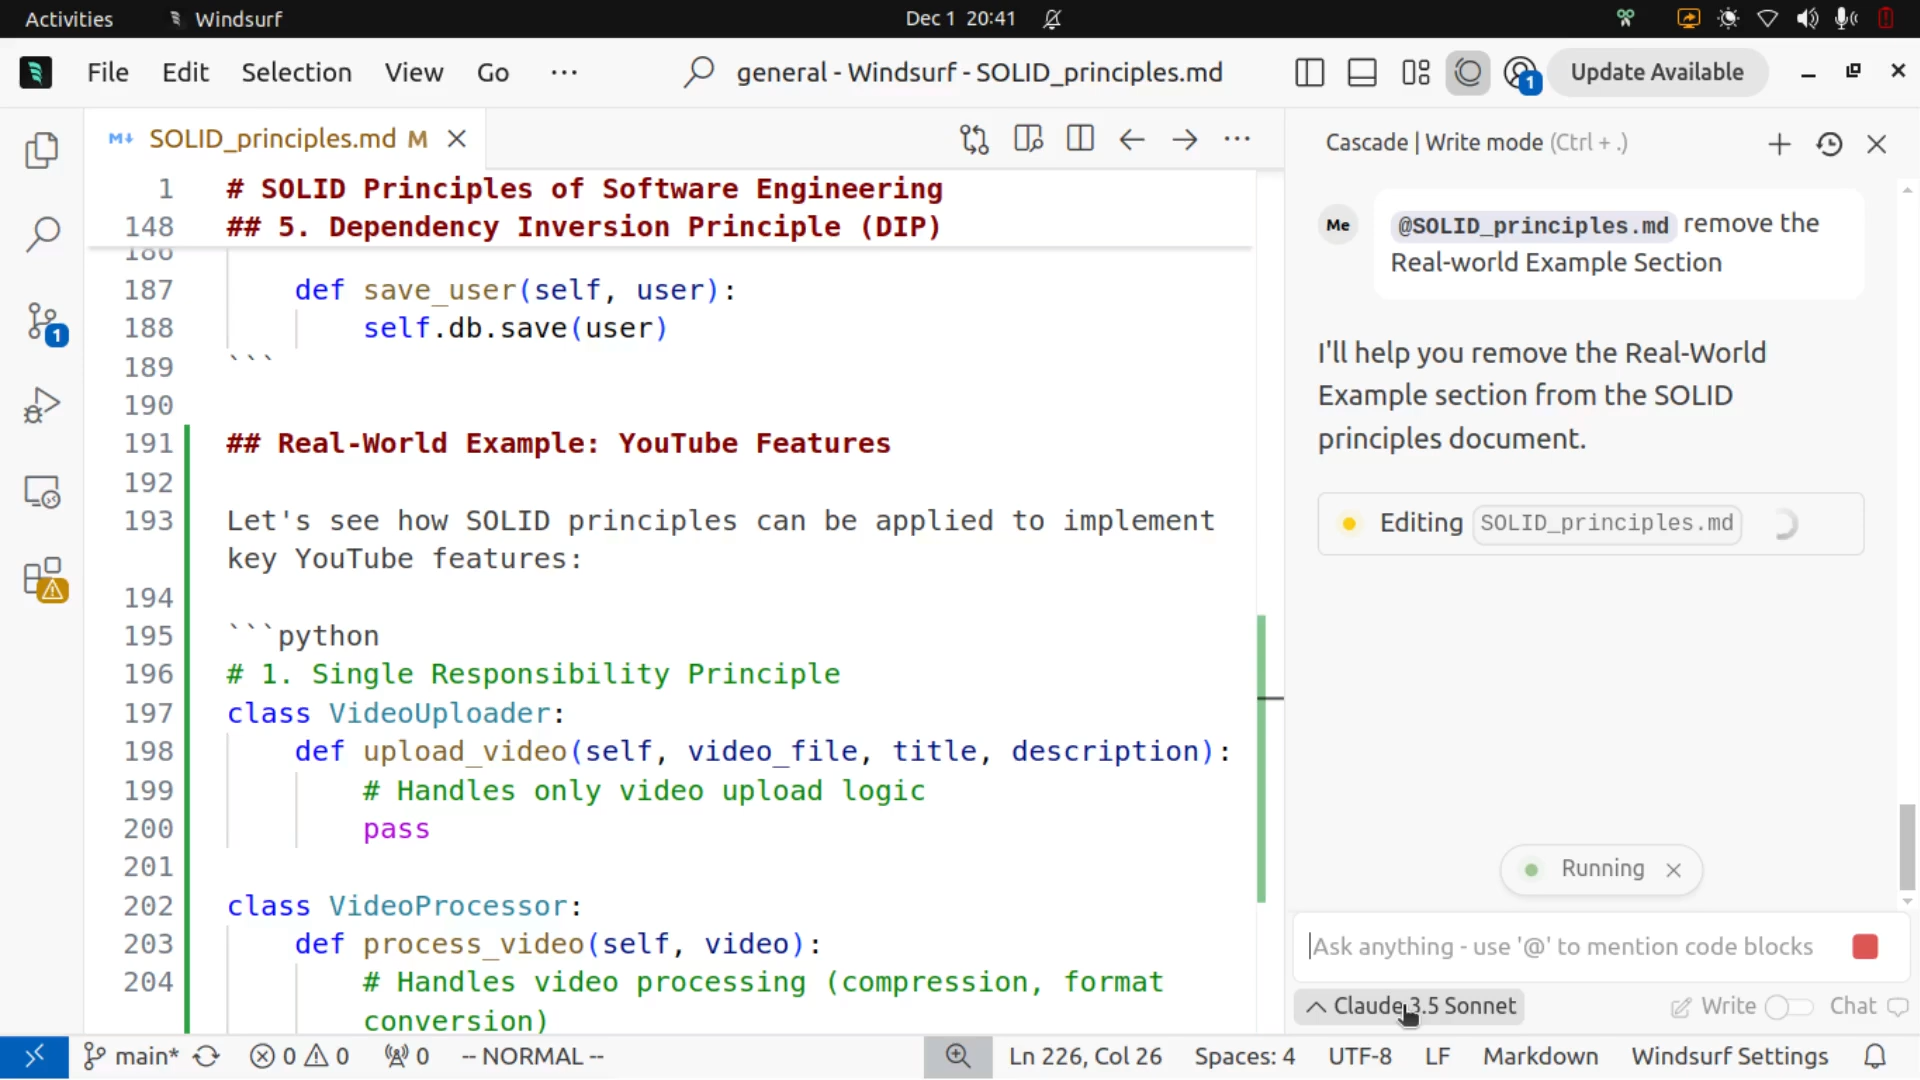 Activities
Windsurf
Dec 1 20:41
File Edit Selection View Go ···
general - Windsurf - SOLID_principles.md
1
Update Available
SOLID_principles.md M
1 # SOLID Principles of Software Engineering
148 ## 5. Dependency Inversion Principle (DIP)
186
187 def save_user(self, user):
188 self.db.save(user)
189 ```
190
191 ## Real-World Example: YouTube Features
192
193 Let's see how SOLID principles can be applied to implement
key YouTube features:
194
195 ```python
196 # 1. Single Responsibility Principle
197 class VideoUploader:
198 def upload_video(self, video_file, title, description):
199 # Handles only video upload logic
200 pass
201
202 class VideoProcessor:
203 def process_video(self, video):
204 # Handles video processing (compression, format
conversion)
1
Cascade | Write mode (Ctrl + .)
Me
@SOLID_principles.md remove the
Real-world Example Section
I'll help you remove the Real-World
Example section from the SOLID
principles document.
Editing SOLID_principles.md
Running
Ask anything - use '@' to mention code blocks
Claude 3.5 Sonnet
Write
Chat
main*
0 0
0
-- NORMAL --
Ln 226, Col 26
Spaces: 4
UTF-8
LF
Markdown
Windsurf Settings